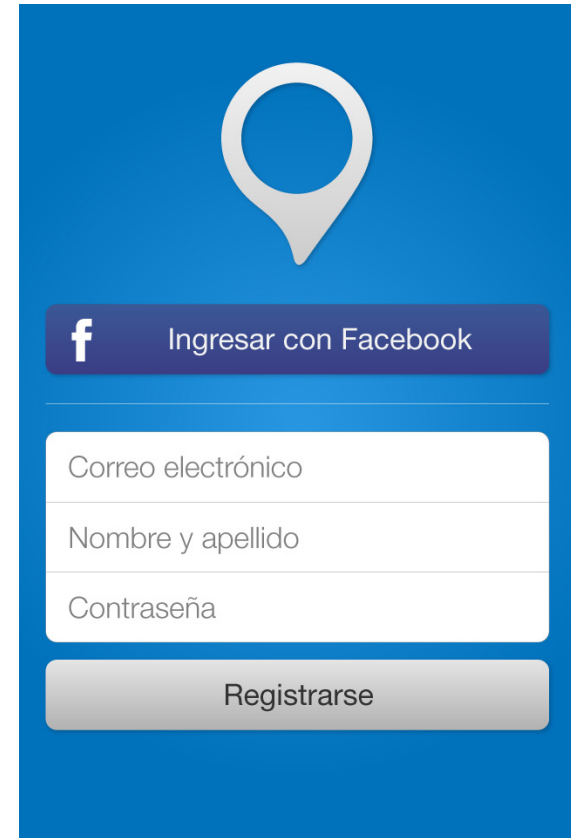 f Ingresar con Facebook
Correo electrónico
Nombre y apellido
Contraseña
Registrarse